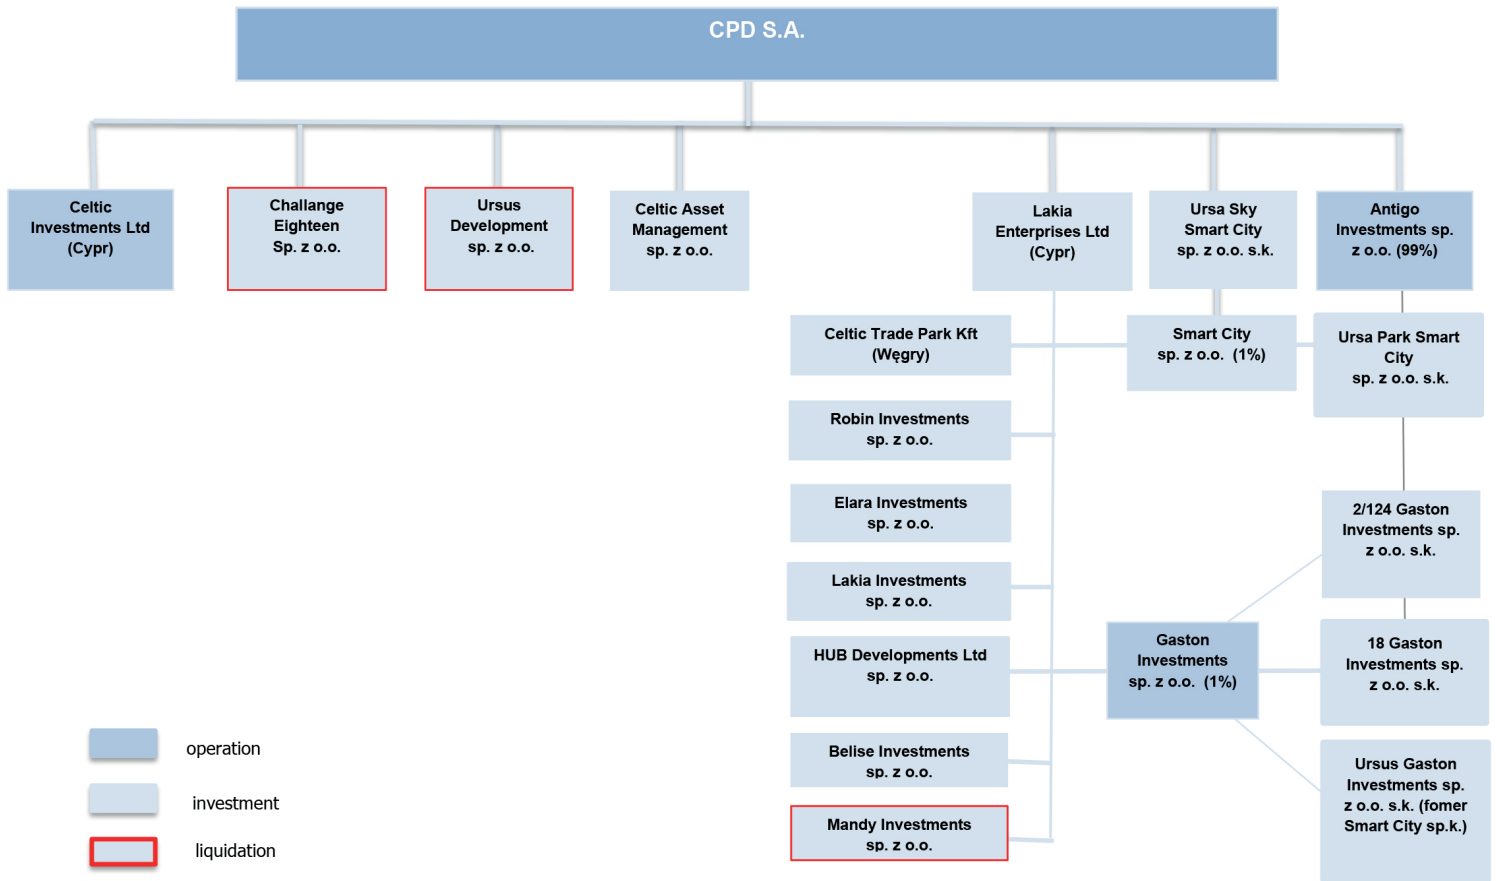 CPD S.A.
Celtic
Investments Ltd
(Cypr)
Challange
Eighteen
Sp. z o.o.
Ursus
Development
sp. z o.o.
Celtic Asset
Management
sp. z o.o.
Lakia
Enterprises Ltd
(Cypr)
Ursa Sky
Smart City
sp. z o.o. s.k.
Antigo
Investments sp.
z o.o. (99%)
Celtic Trade Park Kft
(Węgry)
Smart City
sp. z o.o. (1%)
Ursa Park Smart
City
sp. z o.o. s.k.
Robin Investments
sp. z o.o.
Elara Investments
sp. z o.o.
2/124 Gaston
Investments sp.
z o.o. s.k.
Lakia Investments
sp. z o.o.
HUB Developments Ltd
sp. z o.o.
Gaston
Investments
sp. z o.o. (1%)
18 Gaston
Investments sp.
z o.o. s.k.
Belise Investments
sp. z o.o.
Ursus Gaston
Investments sp.
z o.o. s.k. (fomer
Smart City sp.k.)
Mandy Investments
sp. z o.o.
operation
investment
liquidation